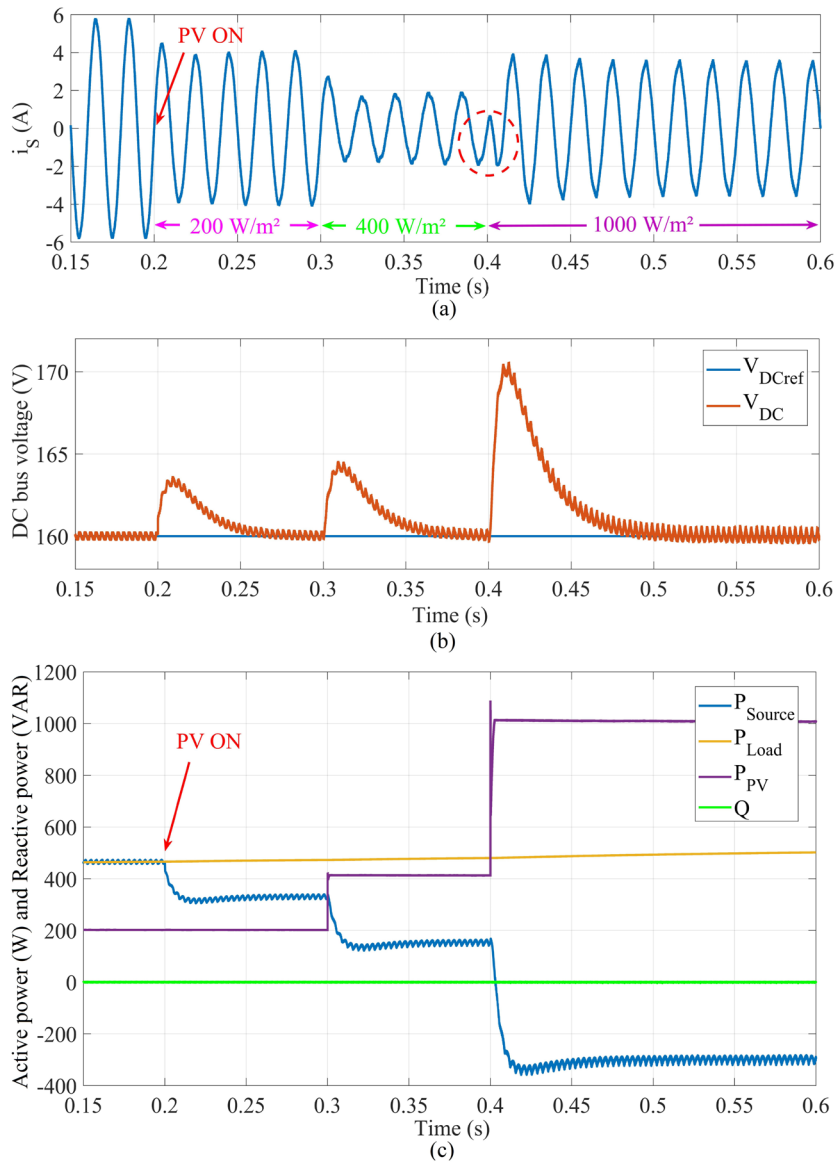 6
4
2
0
-2
-4
-6
i_S (A)
PV ON
200 W/m²
400 W/m²
1000 W/m²
0.15 0.2 0.25 0.3 0.35 0.4 0.45 0.5 0.55 0.6
Time (s)
(a)
170
165
160
DC bus voltage (V)
V_DCref
V_DC
0.15 0.2 0.25 0.3 0.35 0.4 0.45 0.5 0.55 0.6
Time (s)
(b)
1200
1000
800
600
400
200
0
-200
-400
Active power (W) and Reactive power (VAR)
PV ON
P_Source
P_Load
P_PV
Q
0.15 0.2 0.25 0.3 0.35 0.4 0.45 0.5 0.55 0.6
Time (s)
(c)